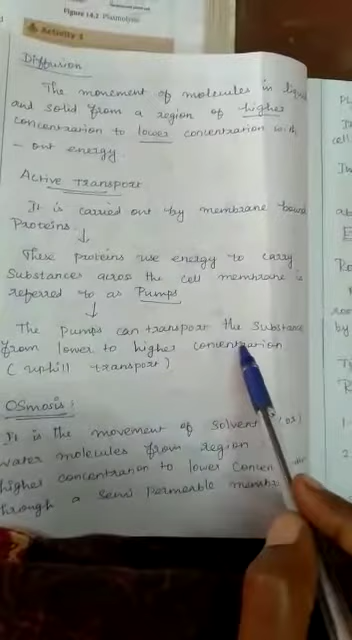 Figure 14.2 Plasmolysis
Activity 3
Diffusion
The movement of molecules in liquid
and solid from a region of higher
concentration to lower concentration with
- out energy.
Active Transport
It is carried out by membrane bound
Proteins.
↓
These proteins use energy to carry
Substances across the cell membrane is
referred to as Pumps
↓
The pumps can transport the substance
from lower to higher concentration
(uphill transport)
Osmosis:
It is the movement of solvent (or)
water molecules from region
higher concentration to lower concen
through a semi permeable membr